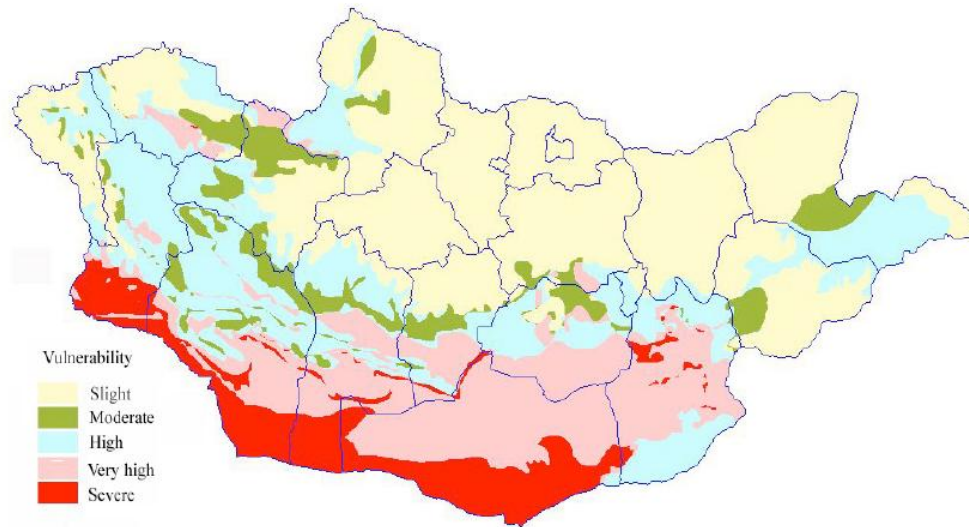 Vulnerability
Slight
Moderate
High
Very high
Severe